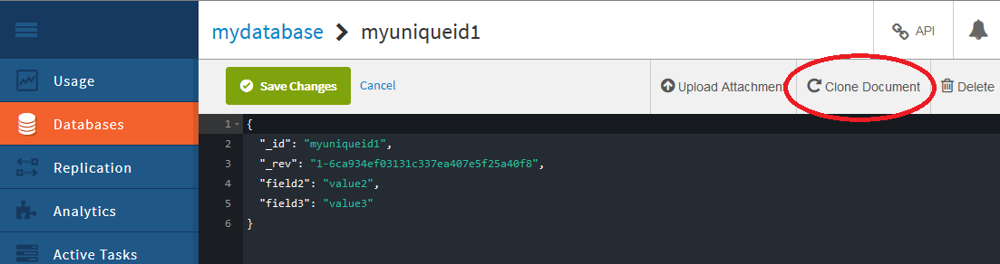 mydatabase > myuniqueid1
API
Usage
Databases
Replication
Analytics
Active Tasks
Save Changes
Cancel
Upload Attachment
Clone Document
Delete
1 {
2 "_id": "myuniqueid1",
3 "_rev": "1-6ca934ef03131c337ea407e5f25a40f8",
4 "field2": "value2",
5 "field3": "value3"
6 }